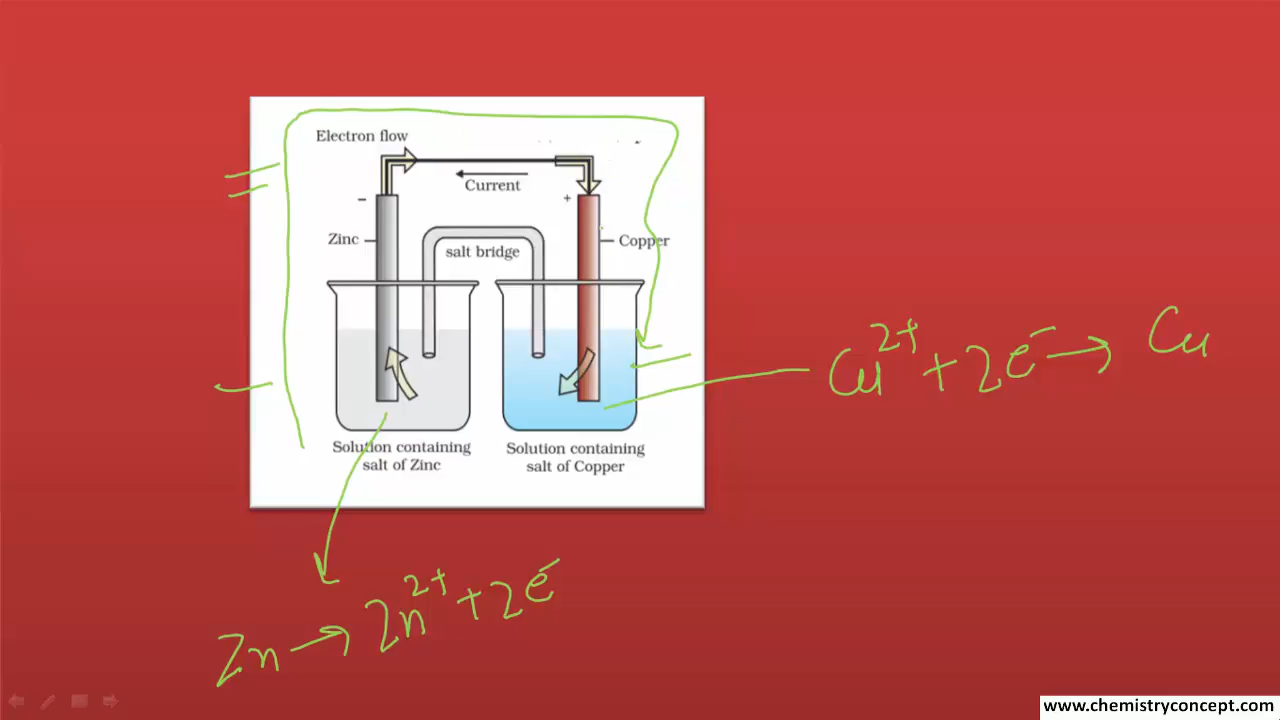 Electron flow
Current
−
+
Zinc
salt bridge
Copper
Cu²⁺ + 2e⁻ → Cu
Solution containing
salt of Zinc
Solution containing
salt of Copper
Zn → Zn²⁺ + 2e⁻
www.chemistryconcept.com